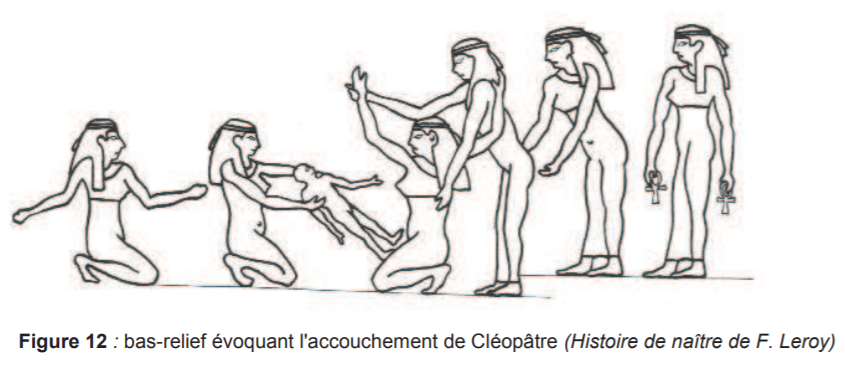 Figure 12 : bas-relief évoquant l'accouchement de Cléopâtre (Histoire de naître de F. Leroy)